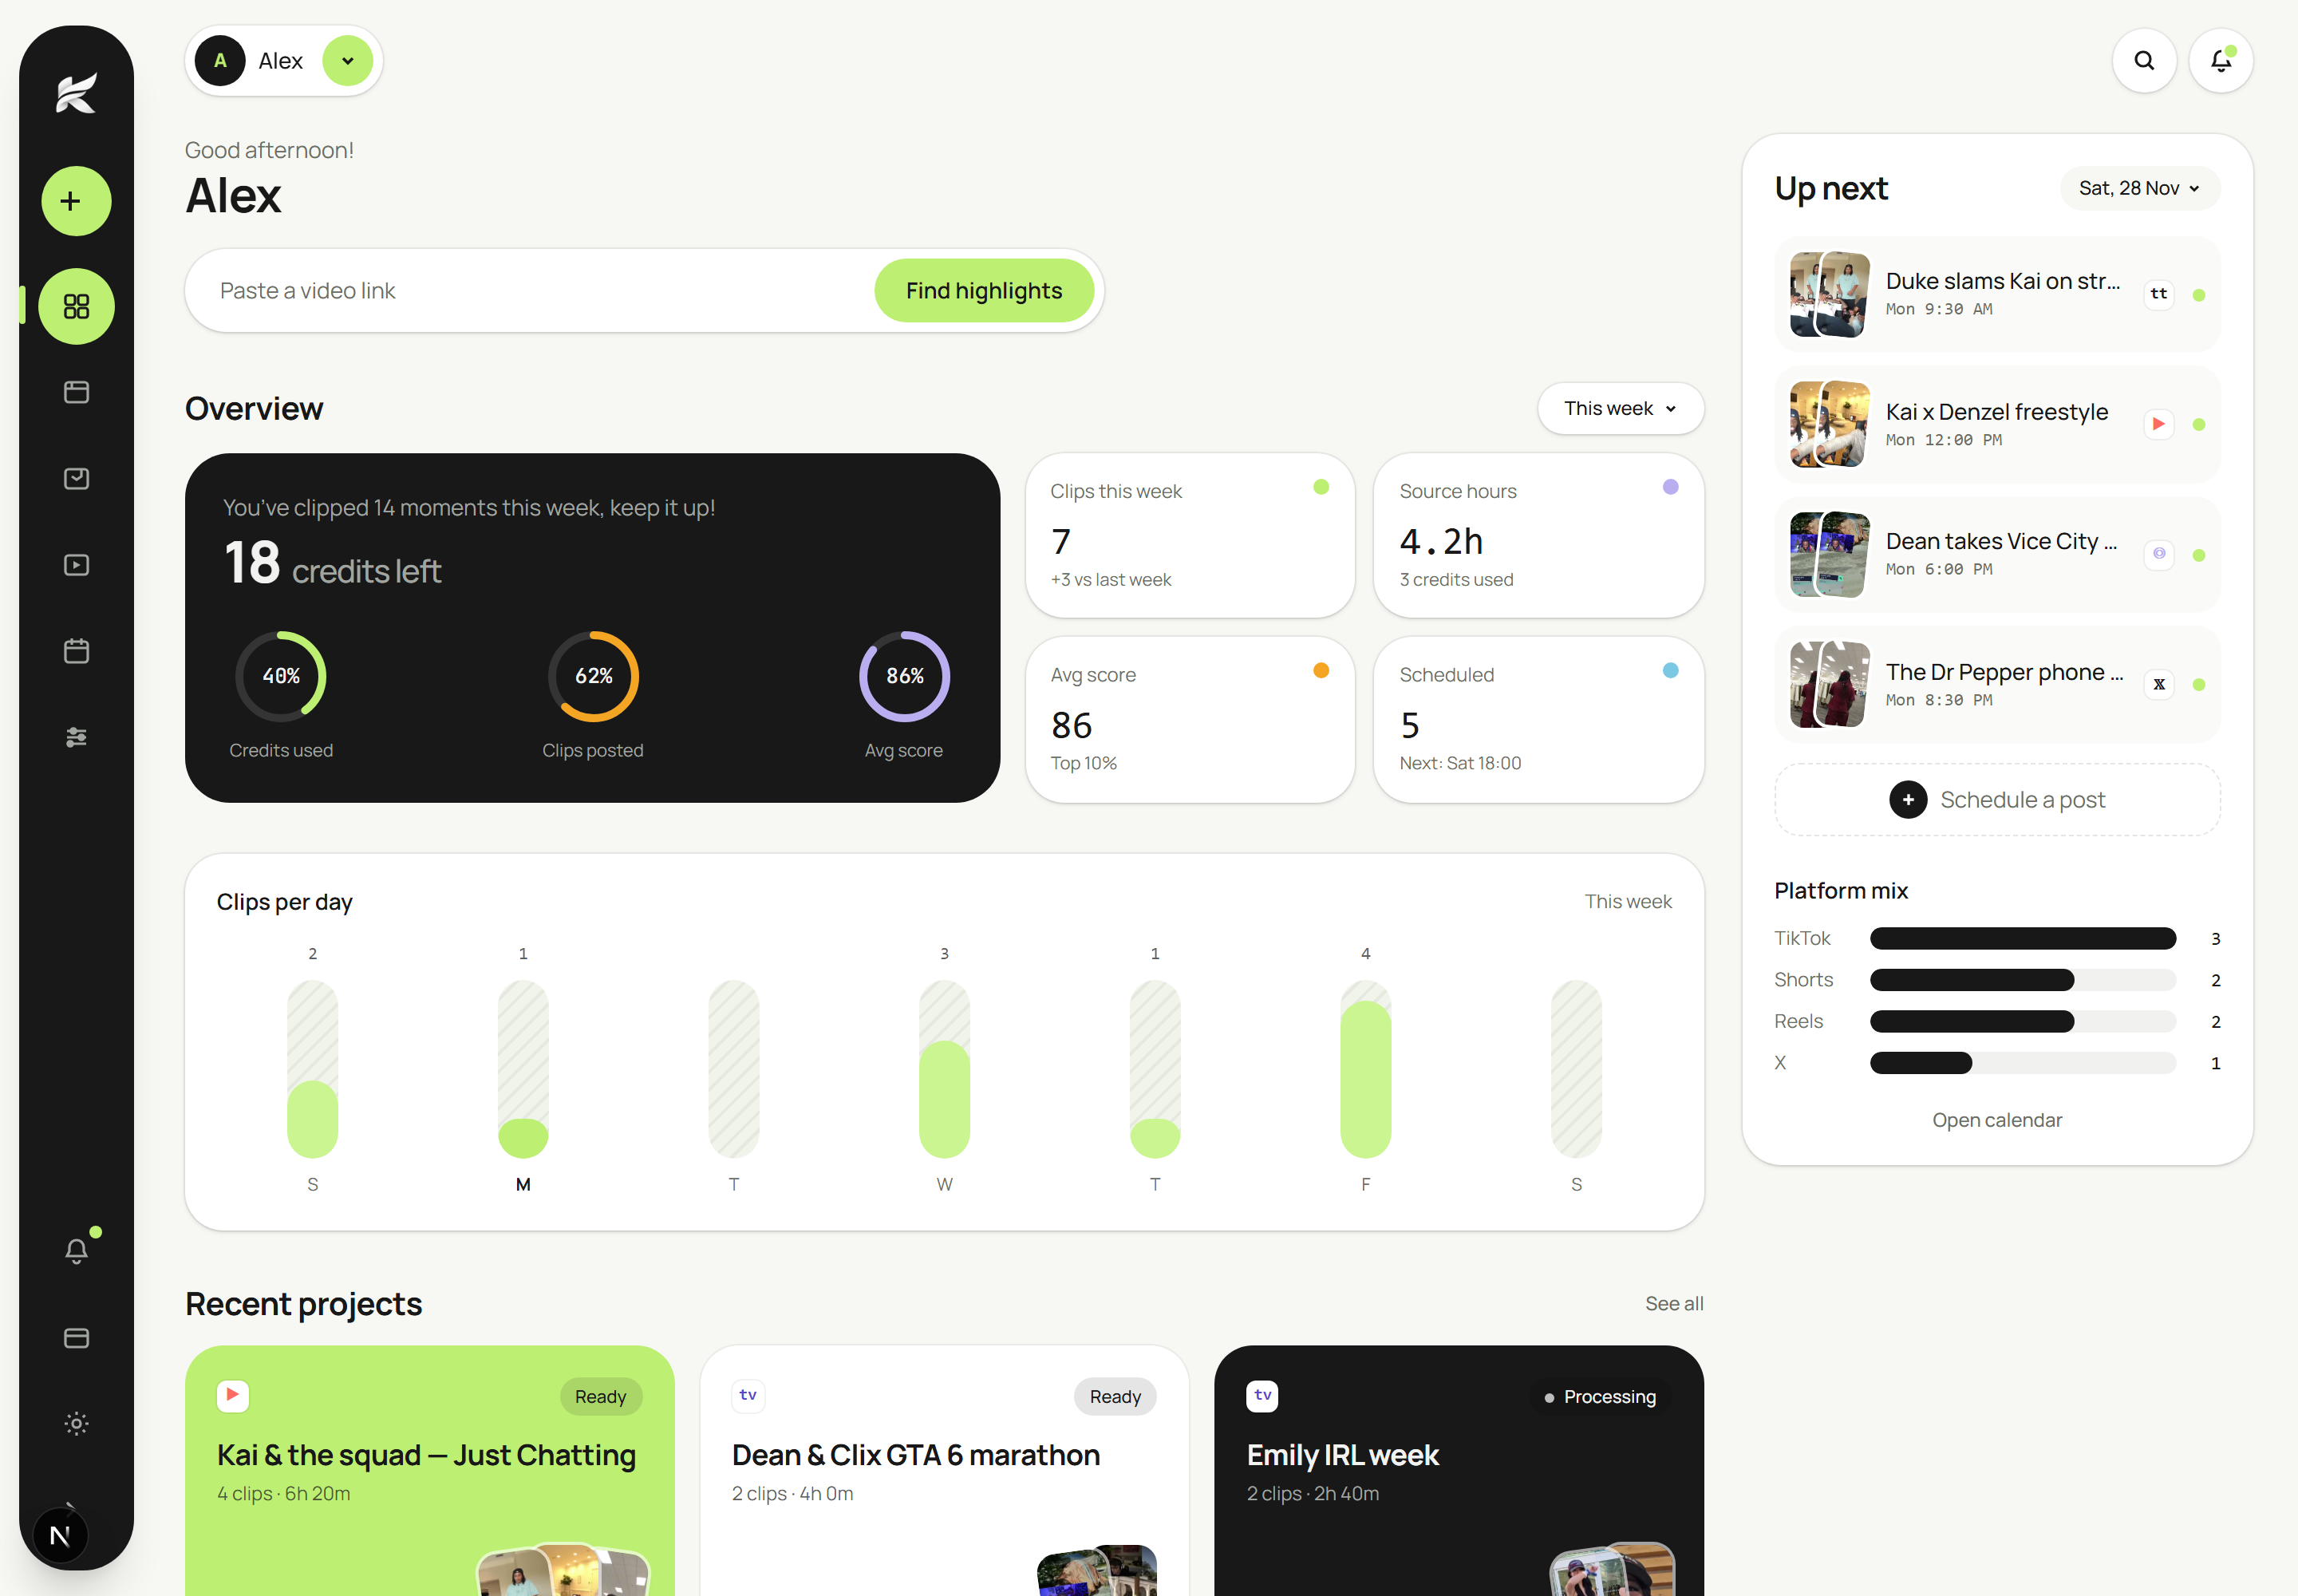 A
Alex
Good afternoon!
Alex
Paste a video link
Find highlights
Overview
This week
You've clipped 14 moments this week, keep it up!
18 credits left
40%
Credits used
62%
Clips posted
86%
Avg score
Clips this week
7
+3 vs last week
Source hours
4.2h
3 credits used
Avg score
86
Top 10%
Scheduled
5
Next: Sat 18:00
Clips per day
This week
2
1
3
1
4
S
M
T
W
T
F
S
Recent projects
See all
Ready
Kai & the squad — Just Chatting
4 clips · 6h 20m
tv
Ready
Dean & Clix GTA 6 marathon
2 clips · 4h 0m
tv
Processing
Emily IRL week
2 clips · 2h 40m
Up next
Sat, 28 Nov
Duke slams Kai on str...
Mon 9:30 AM
tt
Kai x Denzel freestyle
Mon 12:00 PM
Dean takes Vice City ...
Mon 6:00 PM
The Dr Pepper phone ...
Mon 8:30 PM
X
Schedule a post
Platform mix
TikTok 3
Shorts 2
Reels 2
X 1
Open calendar
N